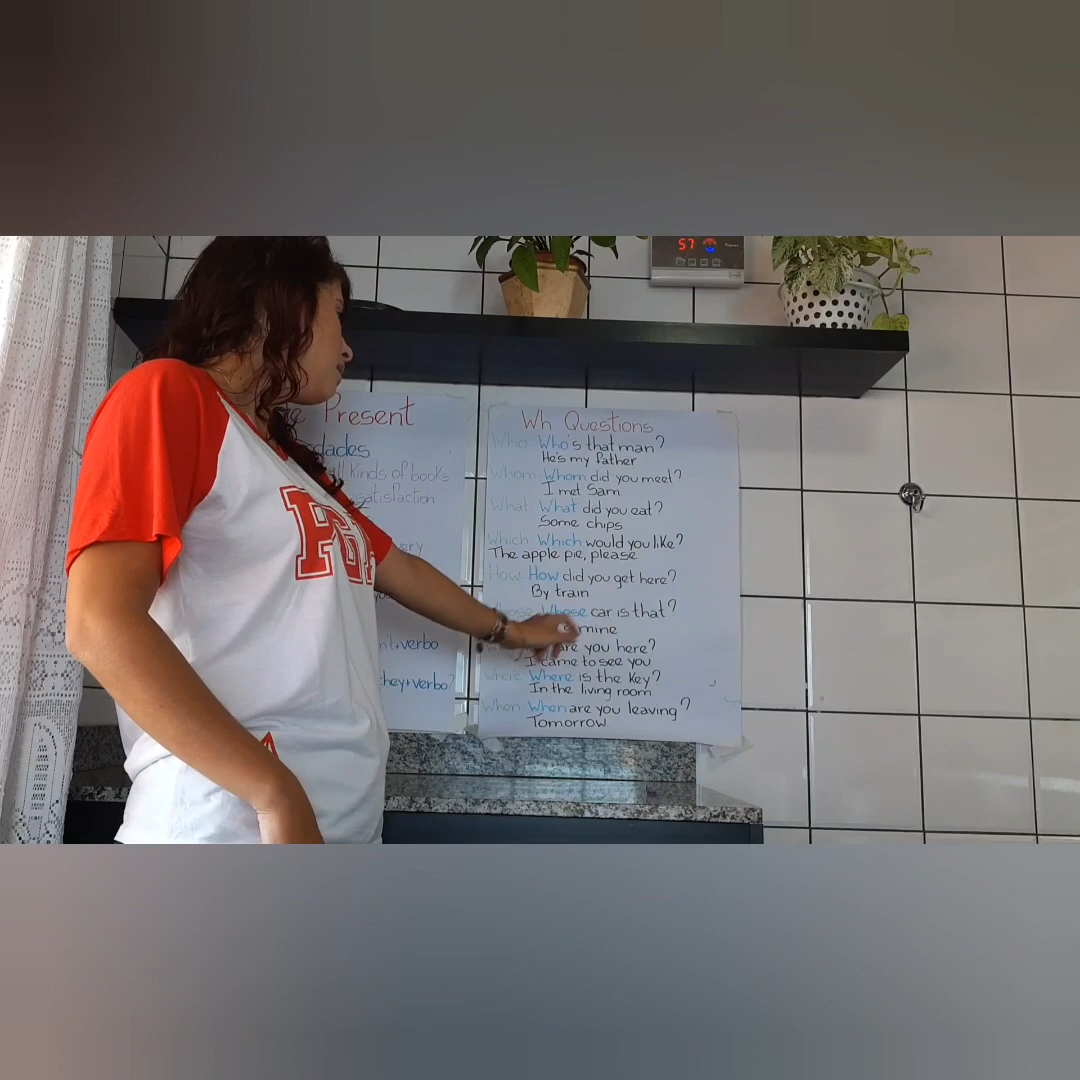 Present
dades
all kinds of books
satisfaction
very
nt+verbo
they+verbo?
Wh Questions
Who- Who's that man?
He's my father
Whom- Whom did you meet?
I met Sam
What- What did you eat?
Some chips
Which- Which would you like?
The apple pie, please
How- How did you get here?
By train
Whose- Whose car is that?
mine
are you here?
I came to see you
Where- Where is the key?
In the living room
When- When are you leaving?
Tomorrow
57